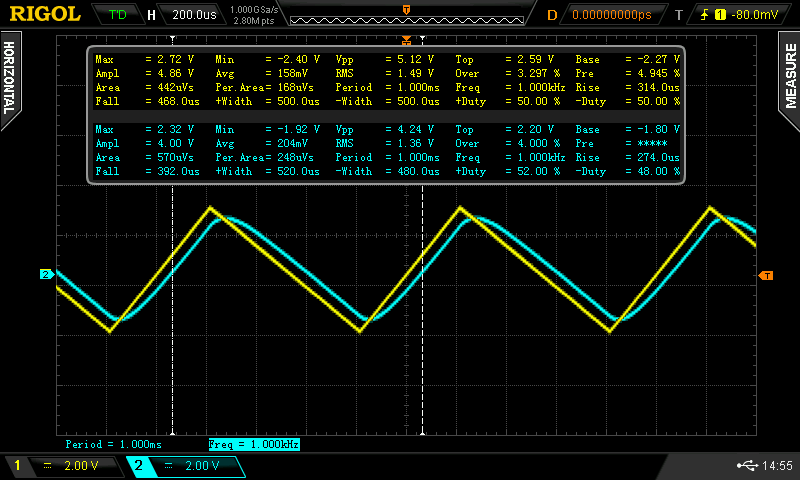 RIGOL T'D H 200.0us 1.000GSa/s 2.80M pts D 0.00000000ps T 1 -80.0mV
HORIZONTAL
MEASURE
Max = 2.72 V Min = -2.40 V Vpp = 5.12 V Top = 2.59 V Base = -2.27 V
Ampl = 4.86 V Avg = 158mV RMS = 1.49 V Over = 3.297 % Pre = 4.945 %
Area = 442uVs Per.Area= 168uVs Period = 1.000ms Freq = 1.000kHz Rise = 314.0us
Fall = 468.0us +Width = 500.0us -Width = 500.0us +Duty = 50.00 % -Duty = 50.00 %
Max = 2.32 V Min = -1.92 V Vpp = 4.24 V Top = 2.20 V Base = -1.80 V
Ampl = 4.00 V Avg = 204mV RMS = 1.36 V Over = 4.000 % Pre = *****
Area = 570uVs Per.Area= 248uVs Period = 1.000ms Freq = 1.000kHz Rise = 274.0us
Fall = 392.0us +Width = 520.0us -Width = 480.0us +Duty = 52.00 % -Duty = 48.00 %
T
2
T
Period = 1.000ms Freq = 1.000kHz
1 2.00 V 2 2.00 V 14:55